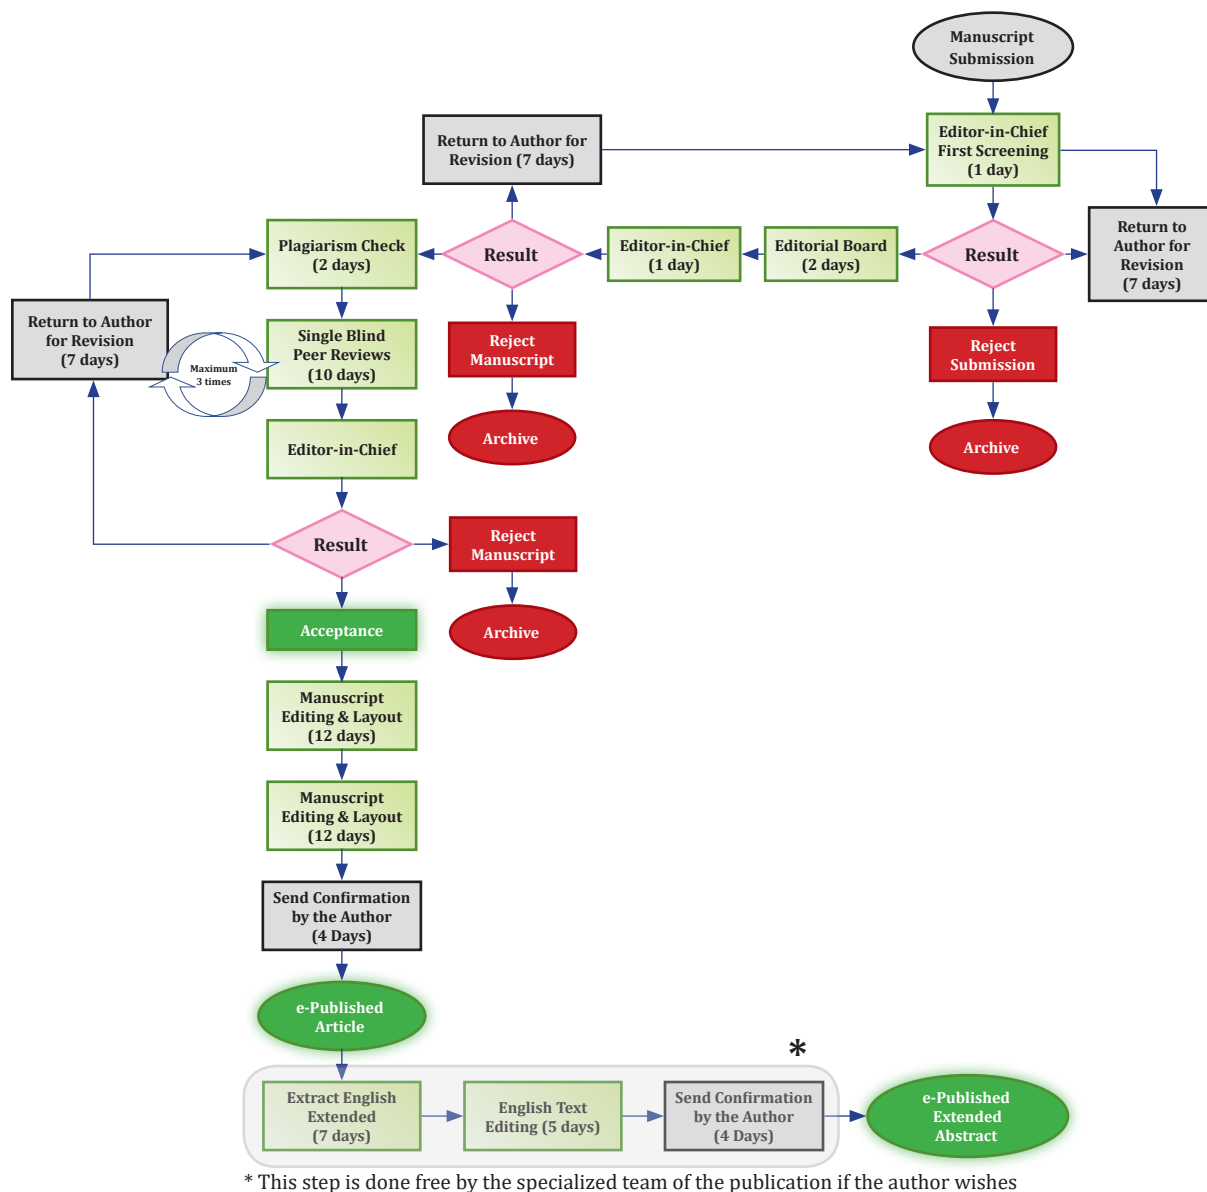 Manuscript
Submission
Editor-in-Chief
First Screening
(1 day)
Return to Author for
Revision (7 days)
Return to
Author for
Revision
(7 days)
Result
Editorial Board
(2 days)
Editor-in-Chief
(1 day)
Result
Plagiarism Check
(2 days)
Reject
Submission
Archive
Reject
Manuscript
Archive
Return to Author
for Revision
(7 days)
Maximum
3 times
Single Blind
Peer Reviews
(10 days)
Editor-in-Chief
Result
Reject
Manuscript
Archive
Acceptance
Manuscript
Editing & Layout
(12 days)
Manuscript
Editing & Layout
(12 days)
Send Confirmation
by the Author
(4 Days)
e-Published
Article
*
Extract English
Extended
(7 days)
English Text
Editing (5 days)
Send Confirmation
by the Author
(4 Days)
e-Published
Extended
Abstract
* This step is done free by the specialized team of the publication if the author wishes